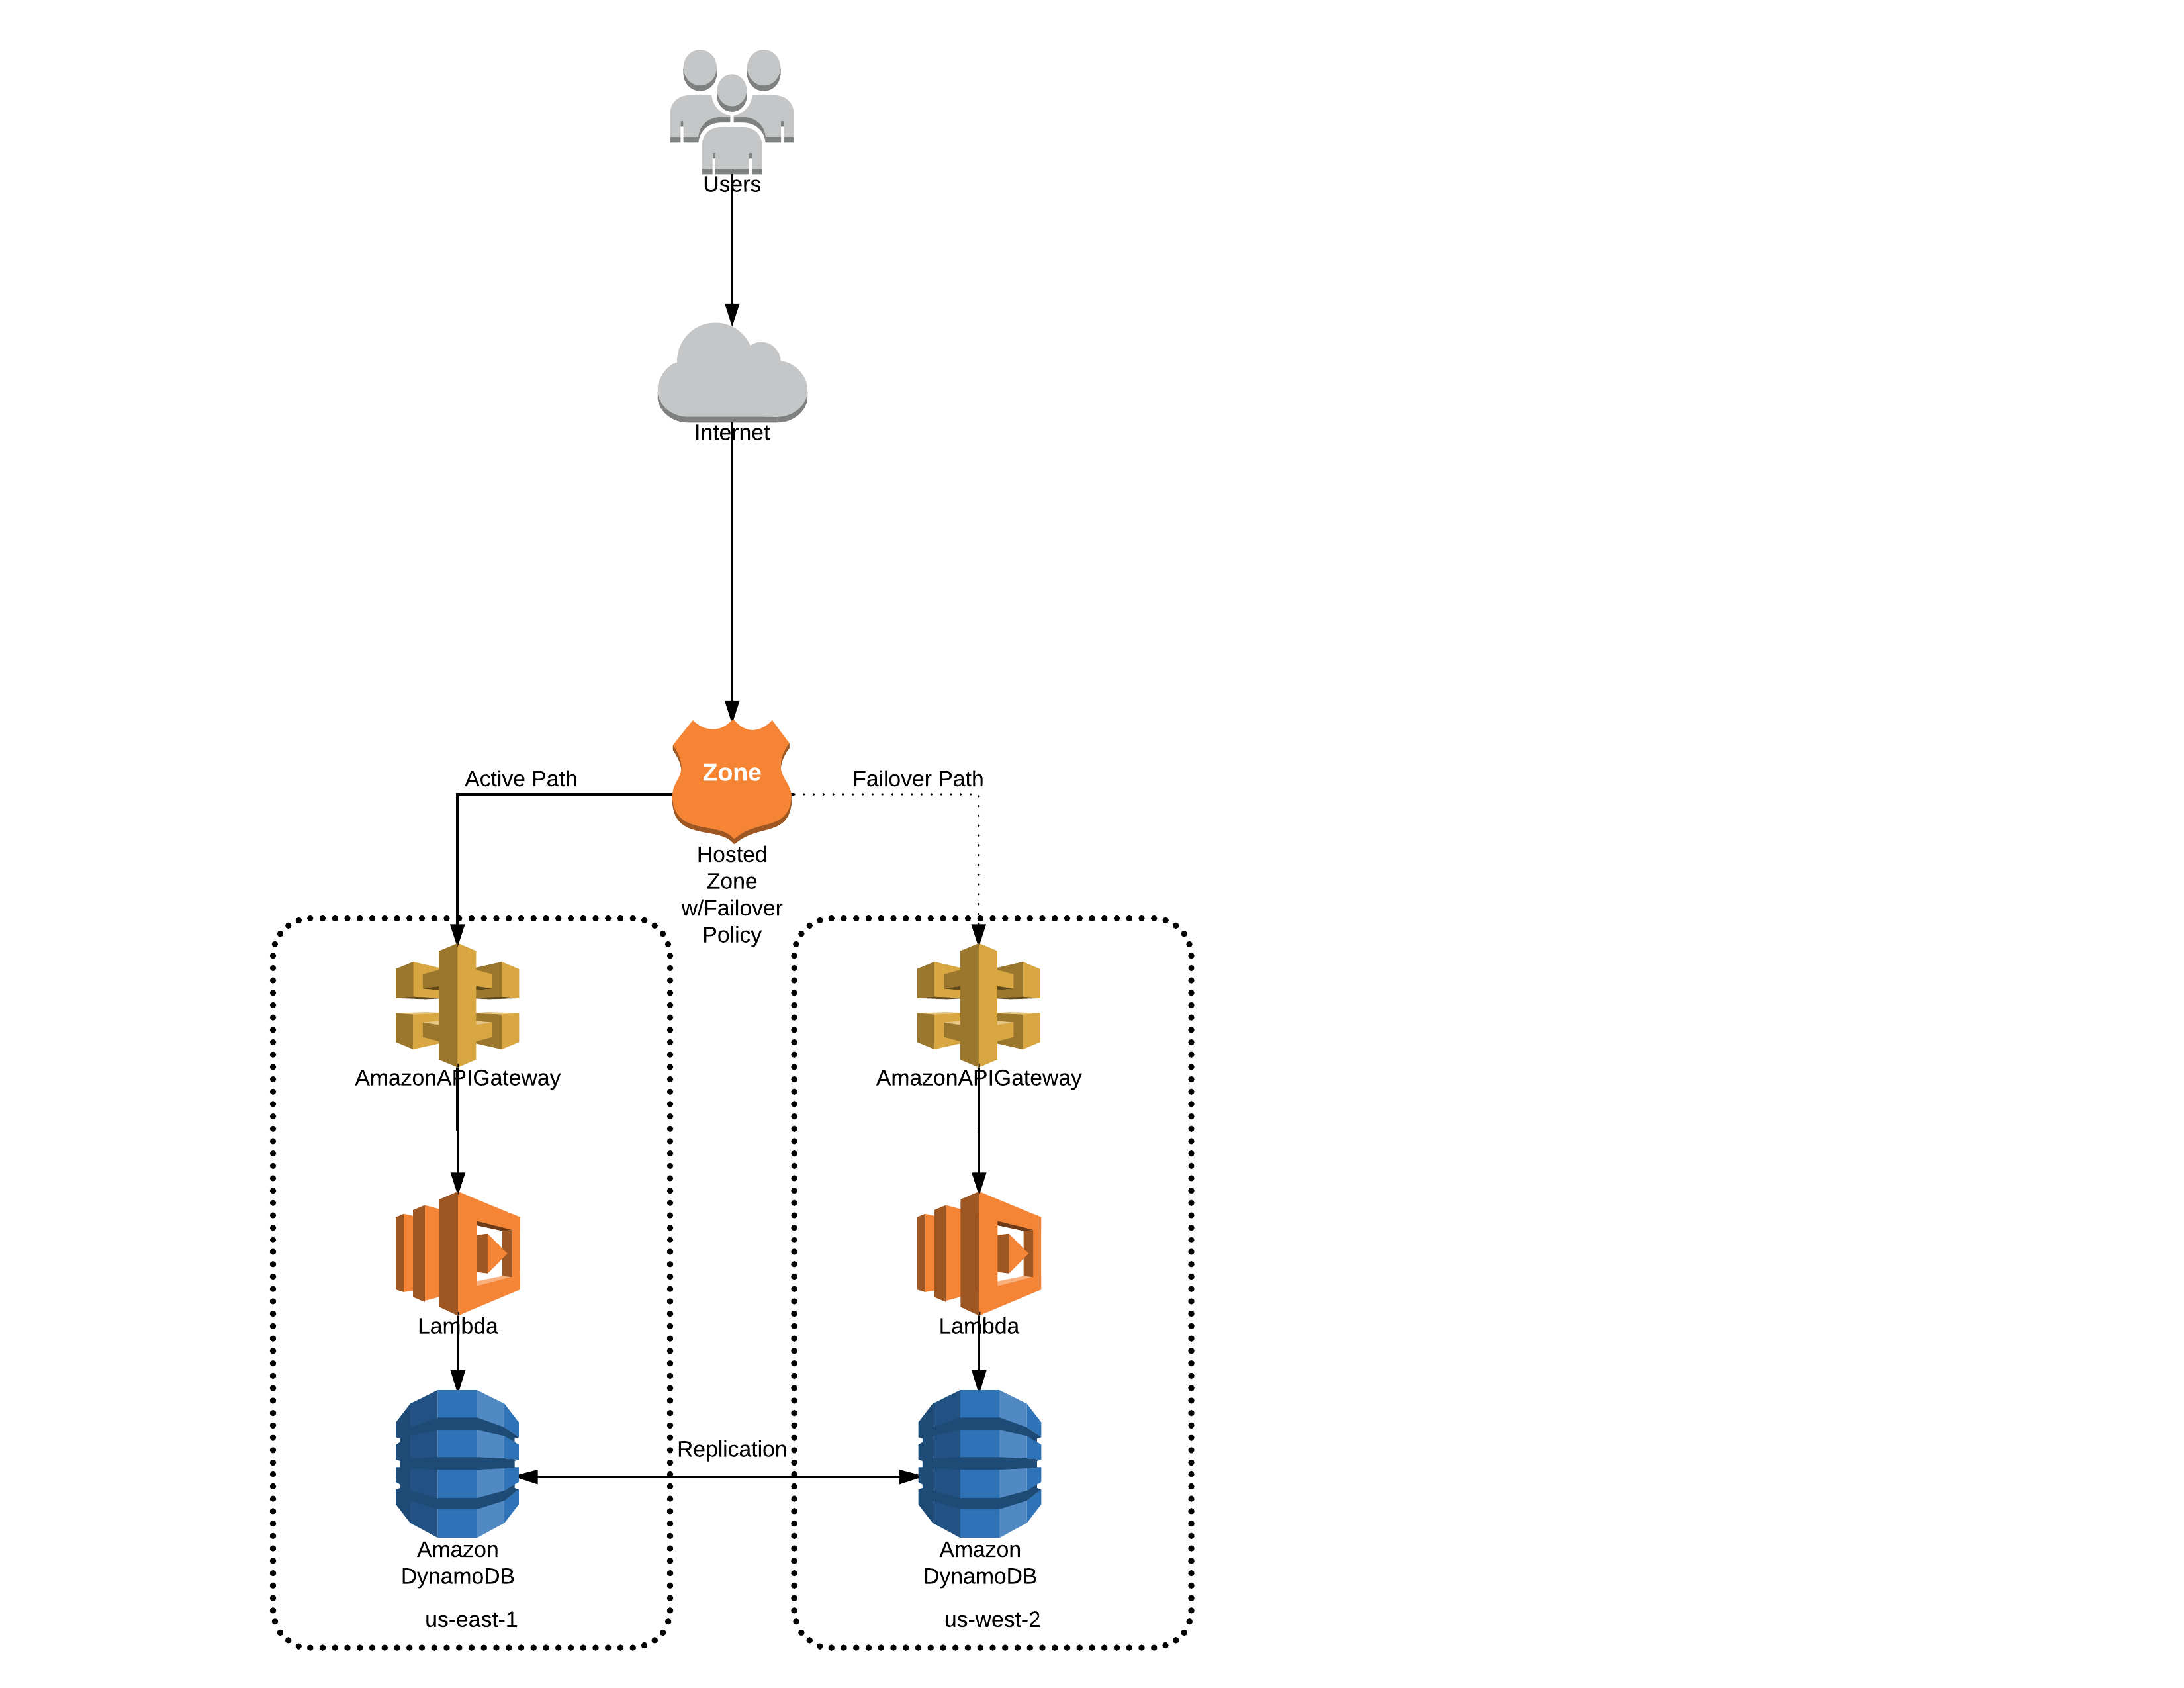 Users
Internet
Zone
Active Path
Failover Path
Hosted
Zone
w/Failover
Policy
AmazonAPIGateway
AmazonAPIGateway
Lambda
Lambda
Replication
Amazon
DynamoDB
Amazon
DynamoDB
us-east-1
us-west-2